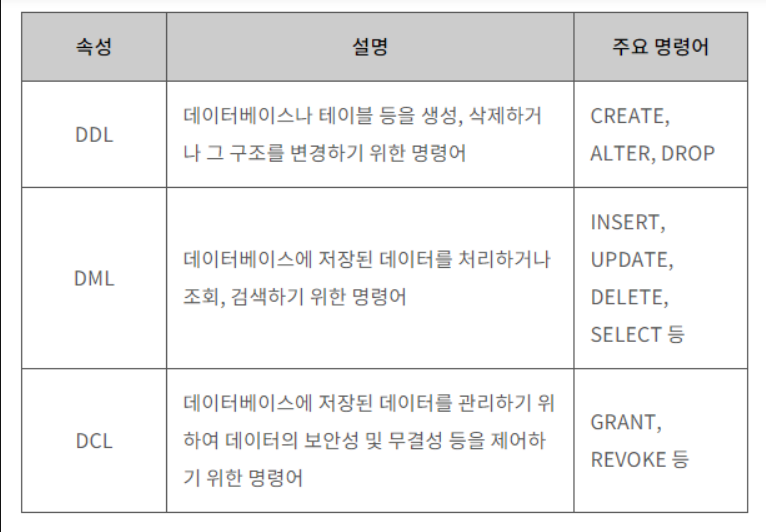 속성 설명 주요 명령어
DDL
데이터베이스나 테이블 등을 생성, 삭제하거
나 그 구조를 변경하기 위한 명령어
CREATE,
ALTER, DROP
DML
데이터베이스에 저장된 데이터를 처리하거나
조회, 검색하기 위한 명령어
INSERT,
UPDATE,
DELETE,
SELECT 등
DCL
데이터베이스에 저장된 데이터를 관리하기 위
하여 데이터의 보안성 및 무결성 등을 제어하
기 위한 명령어
GRANT,
REVOKE 등